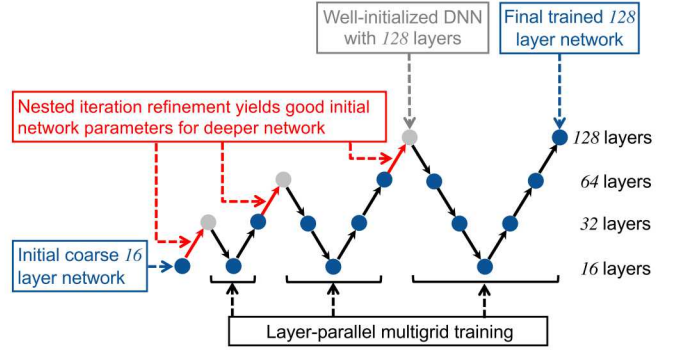 Well-initialized DNN
with 128 layers
Final trained 128
layer network
Nested iteration refinement yields good initial
network parameters for deeper network
128 layers
64 layers
32 layers
Initial coarse 16
layer network
16 layers
Layer-parallel multigrid training